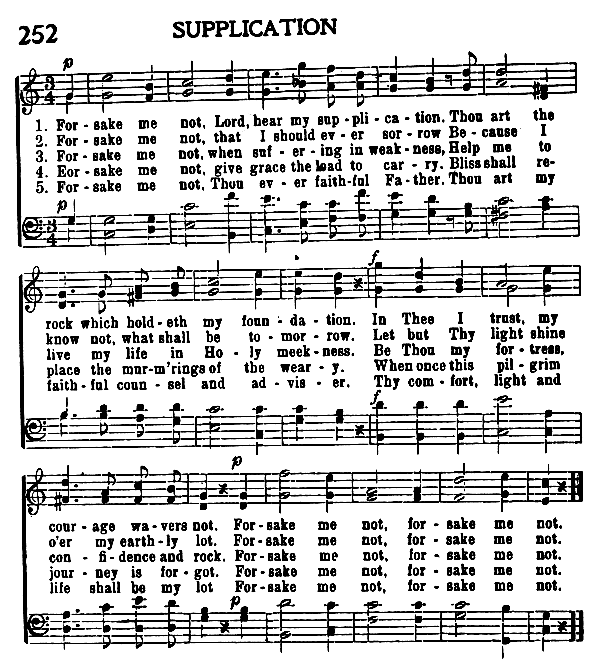 252 SUPPLICATION
p
1. For-sake me not, Lord, hear my sup-pli-ca-tion. Thou art the
2. For-sake me not, that I should ev-er sor-row Be-cause I
3. For-sake me not, when suf-er-ing in weak-ness, Help me to
4. Eor-sake me not, give grace the load to car-ry. Bliss shall re-
5. For-sake me not, Thou ev-er faith-ful Fa-ther. Thou art my
p
f
rock which hold-eth my foun-da-tion. In Thee I trust, my
know not, what shall be to-mor-row. Let but Thy light shine
live my life in Ho-ly meek-ness. Be Thou my for-tress,
place the mur-m'rings of the wear-y. When once this pil-grim
faith-ful coun-sel and ad-vis-er. Thy com-fort, light and
f
p
cour-age wa-vers not. For-sake me not, for-sake me not.
o'er my earth-ly lot. For-sake me not, for-sake me not.
con-fi-dence and rock. For-sake me not, for-sake me not.
jour-ney is for-got. For-sake me not, for-sake me not.
life shall be my lot For-sake me not, for-sake me not.
p